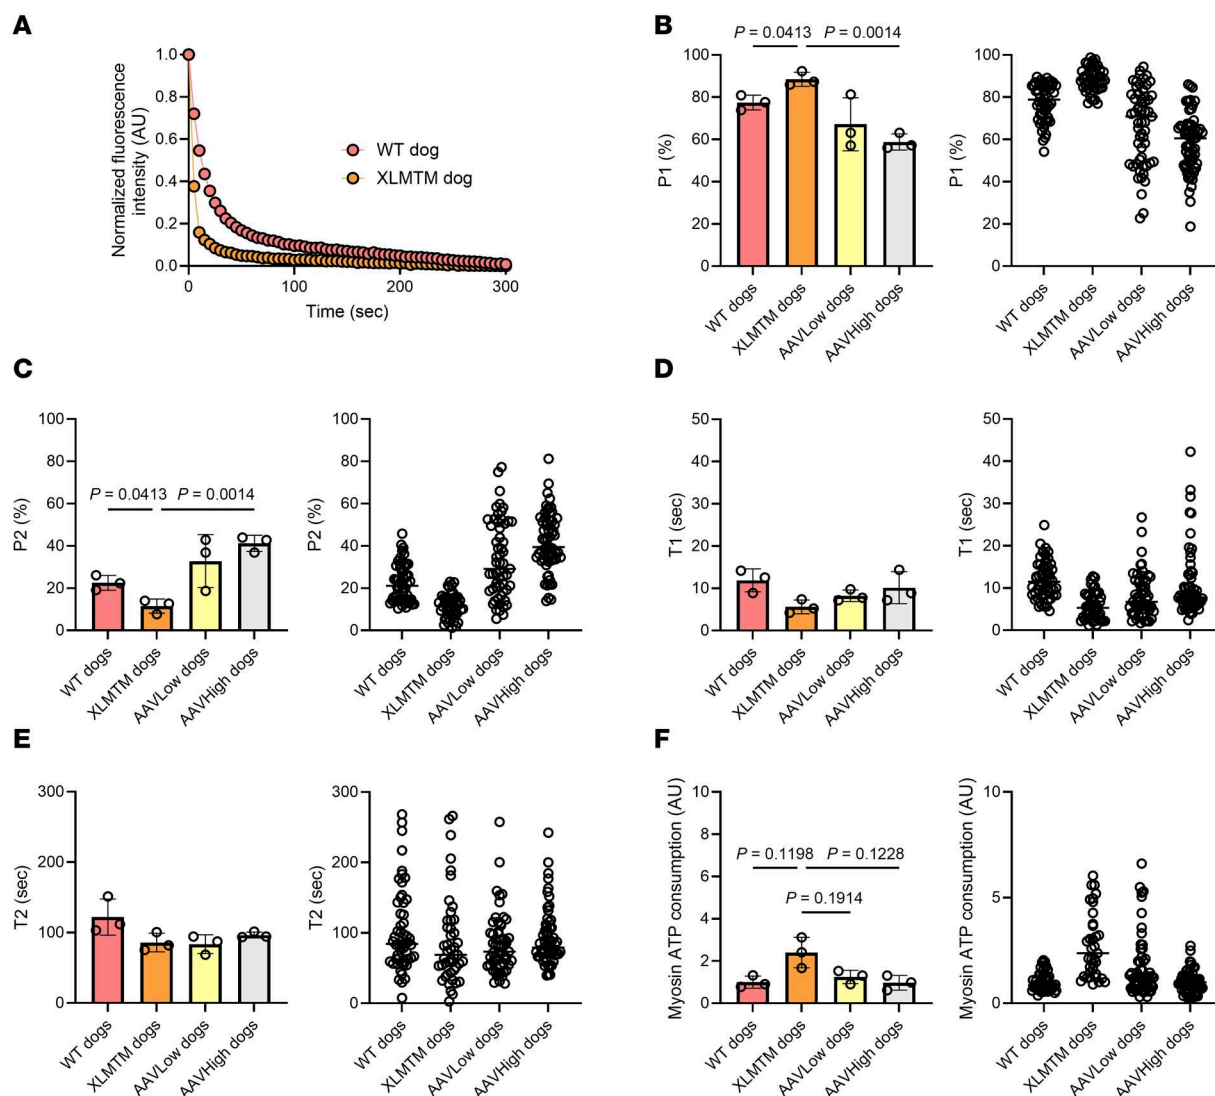 A
Normalized fluorescence
intensity (AU)
1.0
0.8
0.6
0.4
0.2
0.0
0
100
200
300
Time (sec)
WT dog
XLMTM dog
B
P = 0.0413
P = 0.0014
P1 (%)
100
80
60
40
20
0
WT dogs
XLMTM dogs
AAVLow dogs
AAVHigh dogs
P1 (%)
100
80
60
40
20
0
WT dogs
XLMTM dogs
AAVLow dogs
AAVHigh dogs
C
P2 (%)
100
80
60
40
20
0
P = 0.0413
P = 0.0014
WT dogs
XLMTM dogs
AAVLow dogs
AAVHigh dogs
P2 (%)
100
80
60
40
20
0
WT dogs
XLMTM dogs
AAVLow dogs
AAVHigh dogs
D
T1 (sec)
50
40
30
20
10
0
WT dogs
XLMTM dogs
AAVLow dogs
AAVHigh dogs
T1 (sec)
50
40
30
20
10
0
WT dogs
XLMTM dogs
AAVLow dogs
AAVHigh dogs
E
T2 (sec)
300
200
100
0
WT dogs
XLMTM dogs
AAVLow dogs
AAVHigh dogs
T2 (sec)
300
200
100
0
WT dogs
XLMTM dogs
AAVLow dogs
AAVHigh dogs
F
Myosin ATP consumption (AU)
10
8
6
4
2
0
P = 0.1198
P = 0.1228
P = 0.1914
WT dogs
XLMTM dogs
AAVLow dogs
AAVHigh dogs
Myosin ATP consumption (AU)
10
5
0
WT dogs
XLMTM dogs
AAVLow dogs
AAVHigh dogs